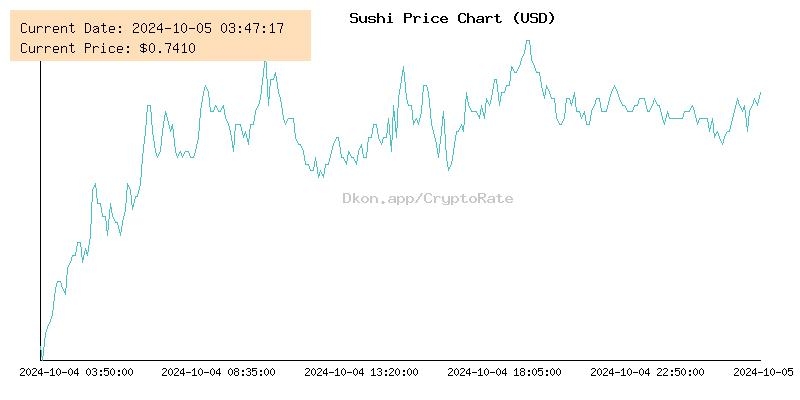 Sushi Price Chart (USD)
Current Date: 2024-10-05 03:47:17
Current Price: $0.7410
Dkon.app/CryptoRate
2024-10-04 03:50:00
2024-10-04 08:35:00
2024-10-04 13:20:00
2024-10-04 18:05:00
2024-10-04 22:50:00
2024-10-05